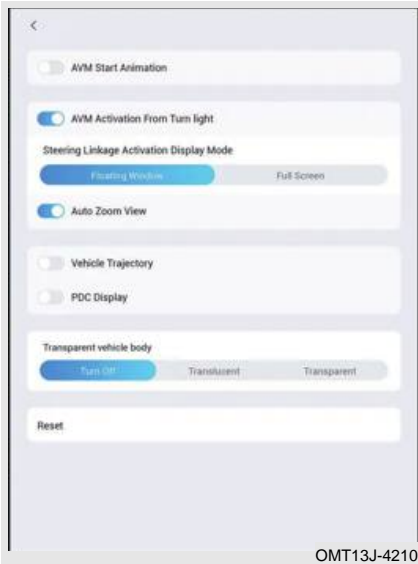 AVM Start Animation
AVM Activation From Turn light
Steering Linkage Activation Display Mode
Floating Window Full Screen
Auto Zoom View
Vehicle Trajectory
PDC Display
Transparent vehicle body
Turn Off Translucent Transparent
Reset
OMT13J-4210